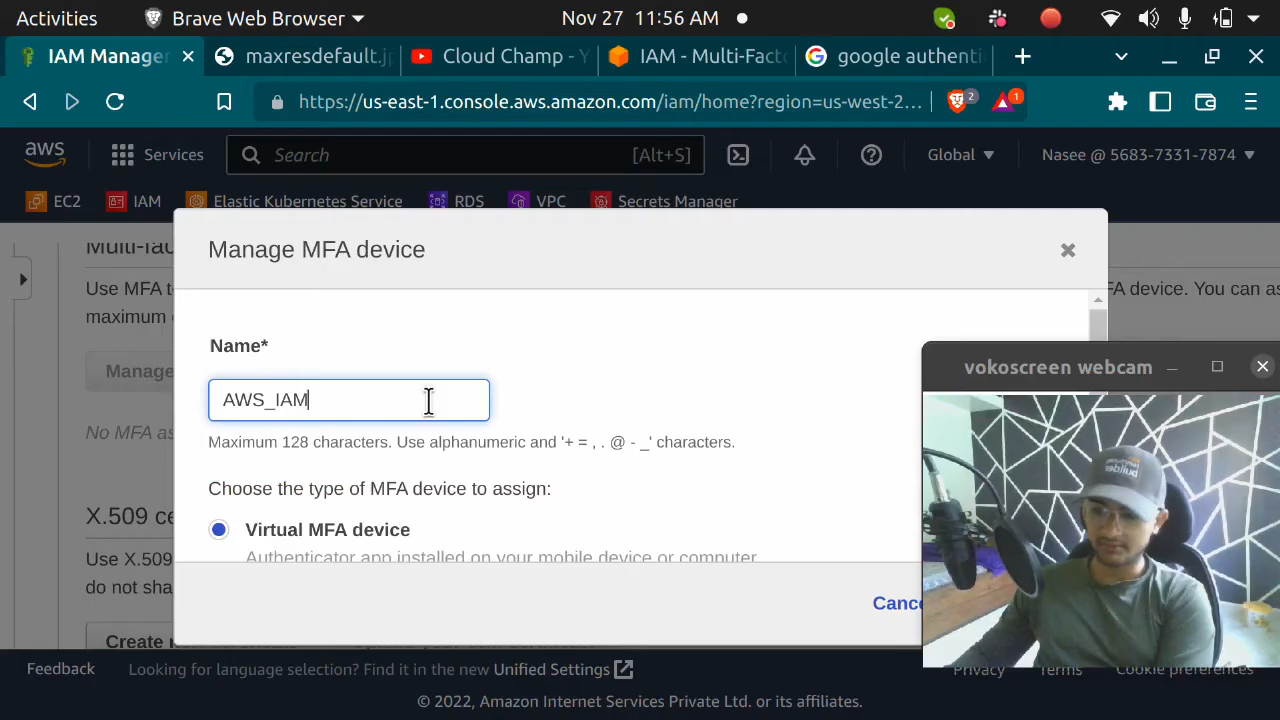 Activities
Brave Web Browser
Nov 27 11:56 AM
IAM Manager
maxresdefault.j
Cloud Champ - Y
IAM - Multi-Fact
google authenti
https://us-east-1.console.aws.amazon.com/iam/home?region=us-west-2...
2
1
aws
Services
Search
[Alt+S]
Global
Nasee @ 5683-7331-7874
EC2
IAM
Elastic Kubernetes Service
RDS
VPC
Secrets Manager
Manage MFA device
Multi-fac
Use MFA t
FA device. You can as
maximum
Name*
Manage
AWS_IAM
vokoscreen webcam
No MFA as
Maximum 128 characters. Use alphanumeric and '+ = , . @ - _' characters.
Choose the type of MFA device to assign:
X.509 ce
Virtual MFA device
Use X.509
Authenticator app installed on your mobile device or computer
do not sha
Cance
Create n
Feedback
Looking for language selection? Find it in the new Unified Settings
Privacy
Terms
Cookie preferences
© 2022, Amazon Internet Services Private Ltd. or its affiliates.